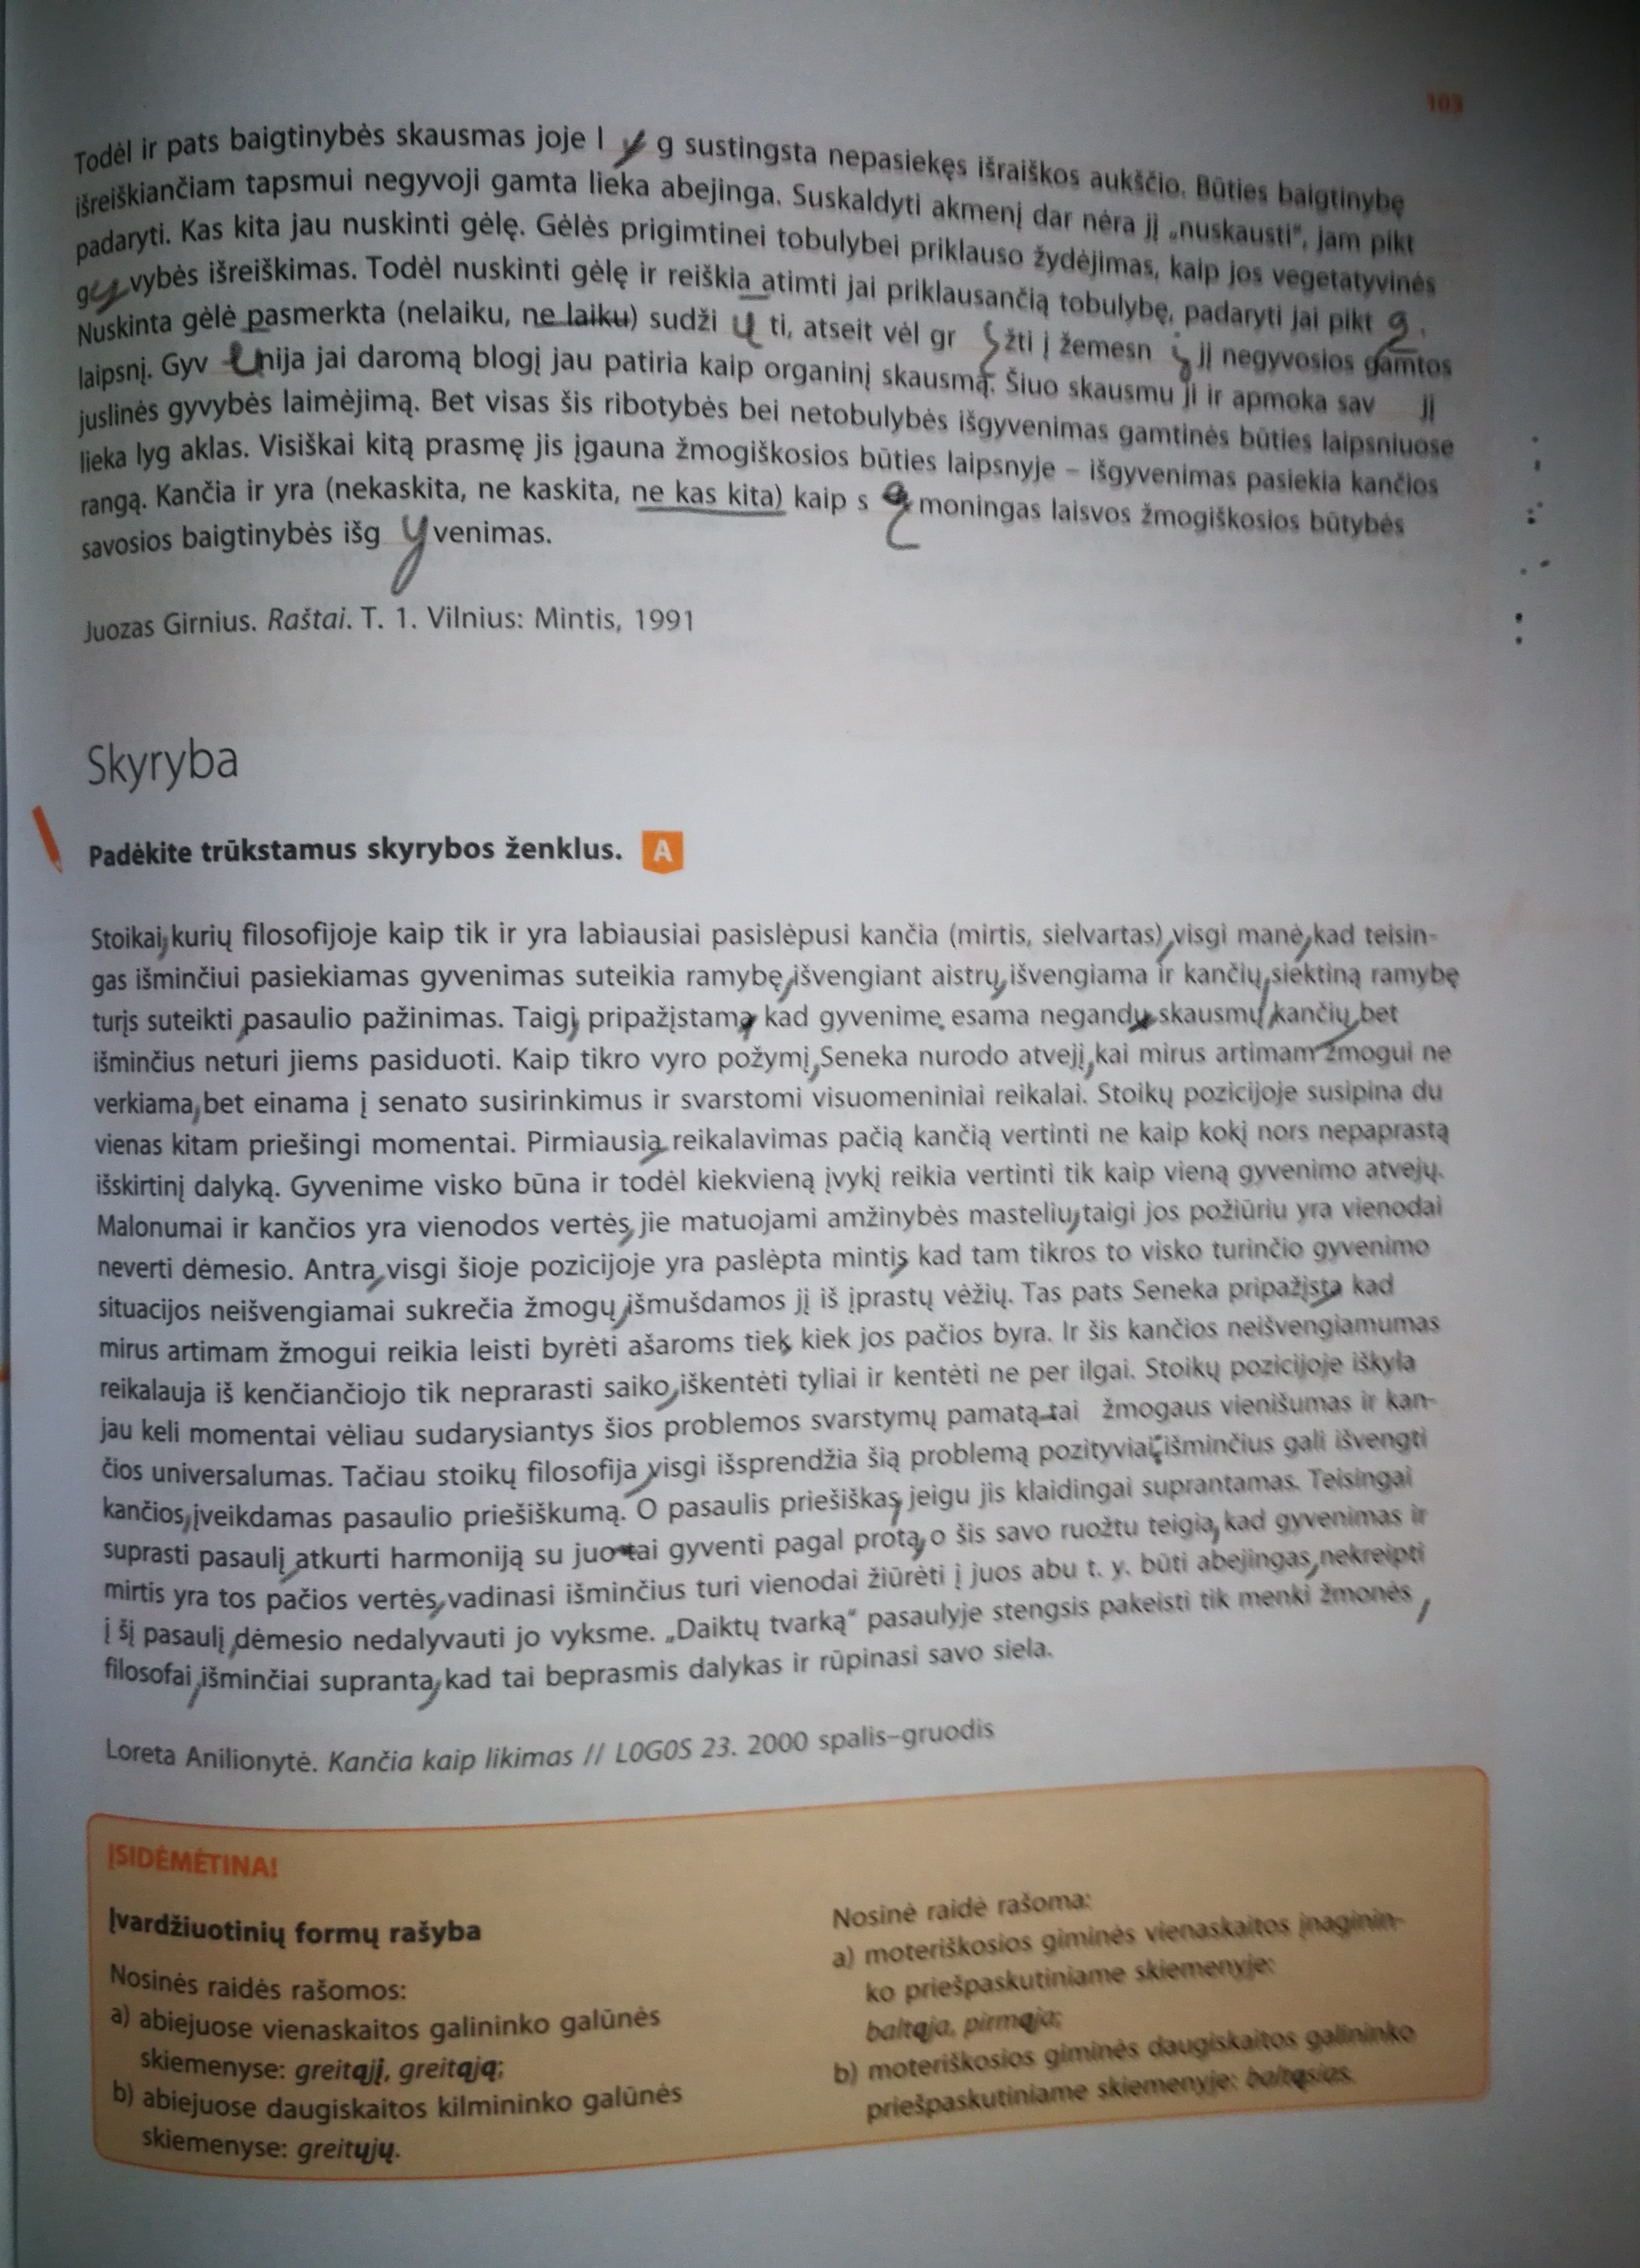 103
Todėl ir pats baigtinybės skausmas joje l y g sustingsta nepasiekęs išraiškos aukščio. Būties baigtinybę
išreiškiančiam tapsmui negyvoji gamta lieka abejinga. Suskaldyti akmenį dar nėra jį „nuskausti“, jam pikt
padaryti. Kas kita jau nuskinti gėlę. Gėlės prigimtinei tobulybei priklauso žydėjimas, kaip jos vegetatyvinės
gy vybės išreiškimas. Todėl nuskinti gėlę ir reiškia atimti jai priklausančią tobulybę, padaryti jai pikt ą.
Nuskinta gėlė pasmerkta (nelaiku, ne laiku) sudži ū ti, atseit vėl gr į žti į žemesn į jį negyvosios gamtos
laipsnį. Gyv ū nija jai daromą blogį jau patiria kaip organinį skausmą. Šiuo skausmu ji ir apmoka sav jį
juslinės gyvybės laimėjimą. Bet visas šis ribotybės bei netobulybės išgyvenimas gamtinės būties laipsniuose
lieka lyg aklas. Visiškai kitą prasmę jis įgauna žmogiškosios būties laipsnyje – išgyvenimas pasiekia kančios
rangą. Kančia ir yra (nekaskita, ne kaskita, ne kas kita) kaip s ą moningas laisvos žmogiškosios būtybės
savosios baigtinybės išg y venimas.
Juozas Girnius. Raštai. T. 1. Vilnius: Mintis, 1991
Skyryba
Padėkite trūkstamus skyrybos ženklus. A
Stoikai, kurių filosofijoje kaip tik ir yra labiausiai pasislėpusi kančia (mirtis, sielvartas), visgi manė, kad teisin-
gas išminčiui pasiekiamas gyvenimas suteikia ramybę, išvengiant aistrų, išvengiama ir kančių, siektiną ramybę
turįs suteikti, pasaulio pažinimas. Taigi, pripažįstama, kad gyvenime esama negandų, skausmų, kančių, bet
išminčius neturi jiems pasiduoti. Kaip tikro vyro požymį, Seneka nurodo atvejį, kai mirus artimam žmogui ne
verkiama, bet einama į senato susirinkimus ir svarstomi visuomeniniai reikalai. Stoikų pozicijoje susipina du
vienas kitam priešingi momentai. Pirmiausia, reikalavimas pačią kančią vertinti ne kaip kokį nors nepaprastą
išskirtinį dalyką. Gyvenime visko būna ir todėl kiekvieną įvykį reikia vertinti tik kaip vieną gyvenimo atvejų.
Malonumai ir kančios yra vienodos vertės, jie matuojami amžinybės masteliu, taigi jos požiūriu yra vienodai
neverti dėmesio. Antra, visgi šioje pozicijoje yra paslėpta mintis, kad tam tikros to visko turinčio gyvenimo
situacijos neišvengiamai sukrečia žmogų, išmušdamos jį iš įprastų vėžių. Tas pats Seneka pripažįsta, kad
mirus artimam žmogui reikia leisti byrėti ašaroms tiek, kiek jos pačios byra. Ir šis kančios neišvengiamumas
reikalauja iš kenčiančiojo tik neprarasti saiko, iškentėti tyliai ir kentėti ne per ilgai. Stoikų pozicijoje iškyla
jau keli momentai vėliau sudarysiantys šios problemos svarstymų pamatą – tai žmogaus vienišumas ir kan-
čios universalumas. Tačiau stoikų filosofija, visgi išsprendžia šią problemą pozityviai: išminčius gali išvengti
kančios, įveikdamas pasaulio priešiškumą. O pasaulis priešiškas, jeigu jis klaidingai suprantamas. Teisingai
suprasti pasaulį, atkurti harmoniją su juo – tai gyventi pagal protą, o šis savo ruožtu teigia, kad gyvenimas ir
mirtis yra tos pačios vertės, vadinasi išminčius turi vienodai žiūrėti į juos abu t. y. būti abejingas, nekreipti
į šį pasaulį, dėmesio nedalyvauti jo vyksme. „Daiktų tvarką“ pasaulyje stengsis pakeisti tik menki žmonės,
filosofai, išminčiai supranta, kad tai beprasmis dalykas ir rūpinasi savo siela.
Loreta Anilionytė. Kančia kaip likimas // LOGOS 23. 2000 spalis–gruodis
ĮSIDĖMĖTINA!
Įvardžiuotinių formų rašyba
Nosinės raidės rašomos:
a) abiejuose vienaskaitos galininko galūnės
skiemenyse: greitąjį, greitąją;
b) abiejuose daugiskaitos kilmininko galūnės
skiemenyse: greitųjų.
Nosinė raidė rašoma:
a) moteriškosios giminės vienaskaitos įnaginin-
ko priešpaskutiniame skiemenyje:
baltąja, pirmąja;
b) moteriškosios giminės daugiskaitos galininko
priešpaskutiniame skiemenyje: baltąsias.